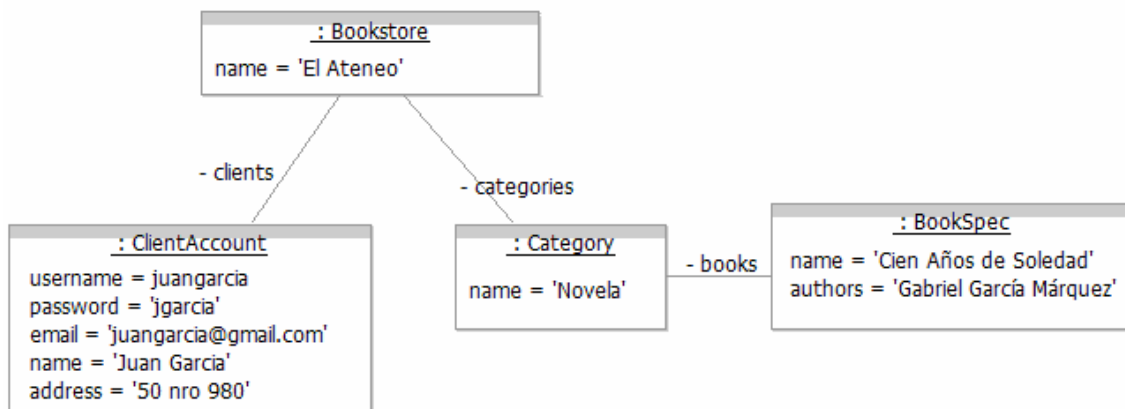 : Bookstore
name = 'El Ateneo'
- clients
- categories
: ClientAccount
username = juangarcia
password = 'jgarcia'
email = 'juangarcia@gmail.com'
name = 'Juan Garcia'
address = '50 nro 980'
: Category
name = 'Novela'
- books
: BookSpec
name = 'Cien Años de Soledad'
authors = 'Gabriel García Márquez'